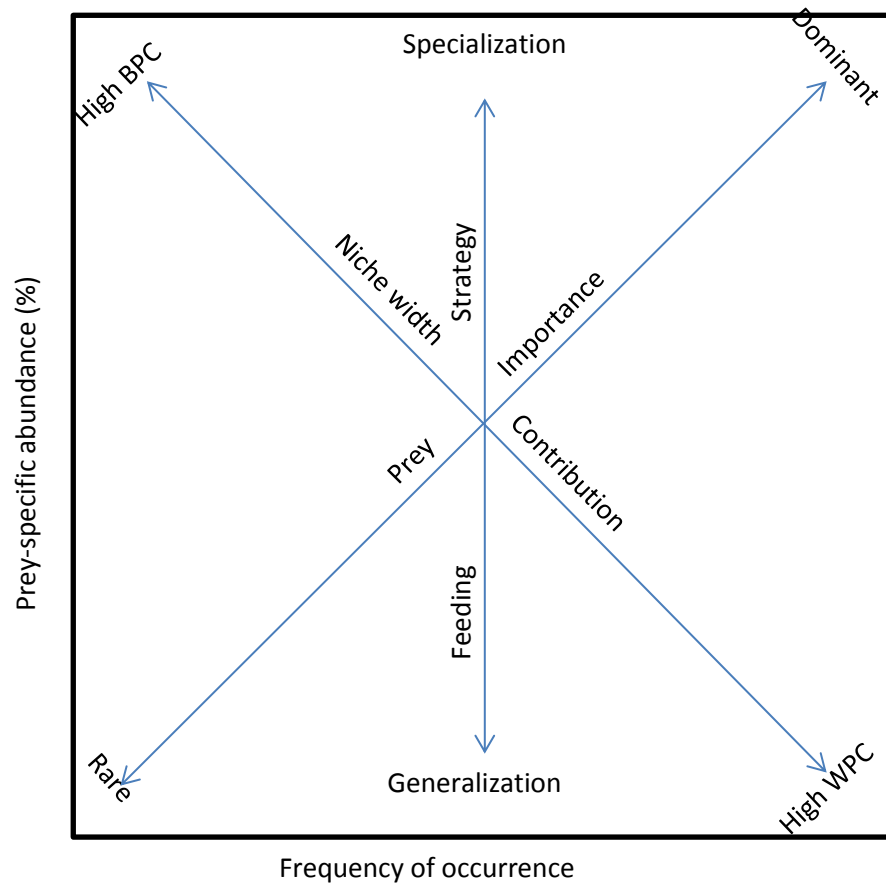 Specialization
Dominant
High BPC
Niche width
Strategy
Importance
Prey-specific abundance (%)
Prey
Contribution
Feeding
Rare
Generalization
High WPC
Frequency of occurrence